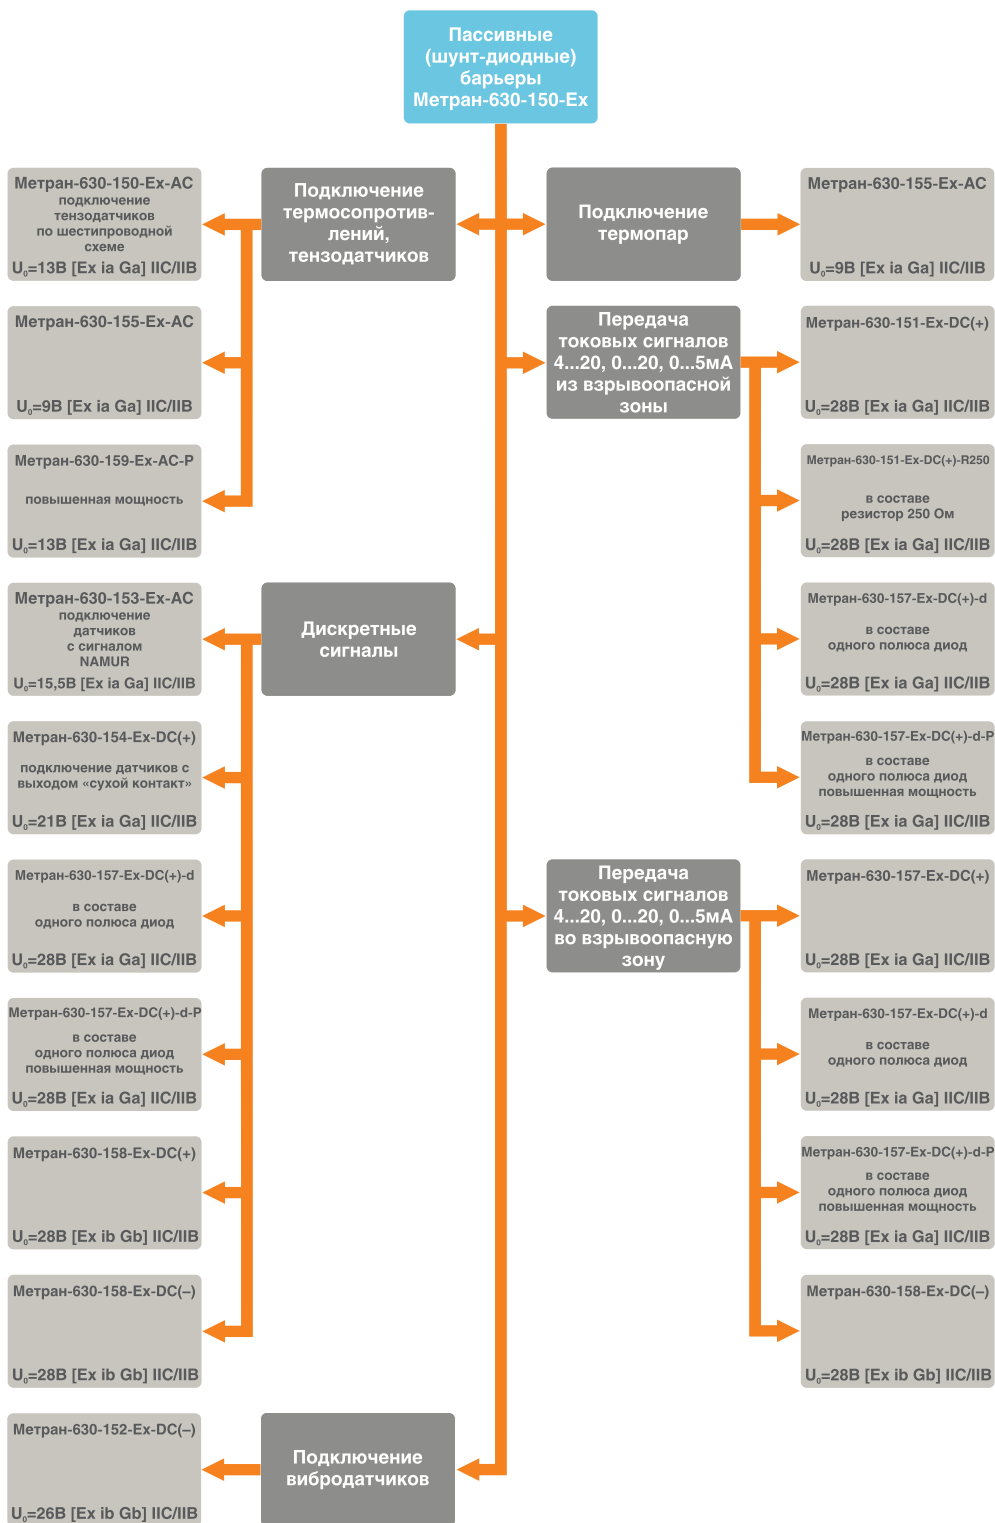 Пассивные
(шунт-диодные)
барьеры
Метран-630-150-Ex
Метран-630-150-Ex-AC
подключение
тензодатчиков
по шестипроводной
схеме
U₀=13В [Ex ia Ga] IIC/IIB
Подключение
термосопротив-
лений,
тензодатчиков
Подключение
термопар
Метран-630-155-Ex-AC
U₀=9В [Ex ia Ga] IIC/IIB
Метран-630-155-Ex-AC
U₀=9В [Ex ia Ga] IIC/IIB
Передача
токовых сигналов
4...20, 0...20, 0...5мА
из взрывоопасной
зоны
Метран-630-151-Ex-DC(+)
U₀=28В [Ex ia Ga] IIC/IIB
Метран-630-159-Ex-AC-P
повышенная мощность
U₀=13В [Ex ia Ga] IIC/IIB
Метран-630-151-Ex-DC(+)-R250
в составе
резистор 250 Ом
U₀=28В [Ex ia Ga] IIC/IIB
Метран-630-153-Ex-AC
подключение
датчиков
с сигналом
NAMUR
U₀=15,5В [Ex ia Ga] IIC/IIB
Дискретные
сигналы
Метран-630-157-Ex-DC(+)-d
в составе
одного полюса диод
U₀=28В [Ex ia Ga] IIC/IIB
Метран-630-154-Ex-DC(+)
подключение датчиков с
выходом «сухой контакт»
U₀=21В [Ex ia Ga] IIC/IIB
Метран-630-157-Ex-DC(+)-d-P
в составе
одного полюса диод
повышенная мощность
U₀=28В [Ex ia Ga] IIC/IIB
Метран-630-157-Ex-DC(+)-d
в составе
одного полюса диод
U₀=28В [Ex ia Ga] IIC/IIB
Передача
токовых сигналов
4...20, 0...20, 0...5мА
во взрывоопасную
зону
Метран-630-157-Ex-DC(+)
U₀=28В [Ex ia Ga] IIC/IIB
Метран-630-157-Ex-DC(+)-d-P
в составе
одного полюса диод
повышенная мощность
U₀=28В [Ex ia Ga] IIC/IIB
Метран-630-157-Ex-DC(+)-d
в составе
одного полюса диод
U₀=28В [Ex ia Ga] IIC/IIB
Метран-630-158-Ex-DC(+)
U₀=28В [Ex ib Gb] IIC/IIB
Метран-630-157-Ex-DC(+)-d-P
в составе
одного полюса диод
повышенная мощность
U₀=28В [Ex ia Ga] IIC/IIB
Метран-630-158-Ex-DC(–)
U₀=28В [Ex ib Gb] IIC/IIB
Метран-630-158-Ex-DC(–)
U₀=28В [Ex ib Gb] IIC/IIB
Метран-630-152-Ex-DC(–)
U₀=26В [Ex ib Gb] IIC/IIB
Подключение
вибродатчиков